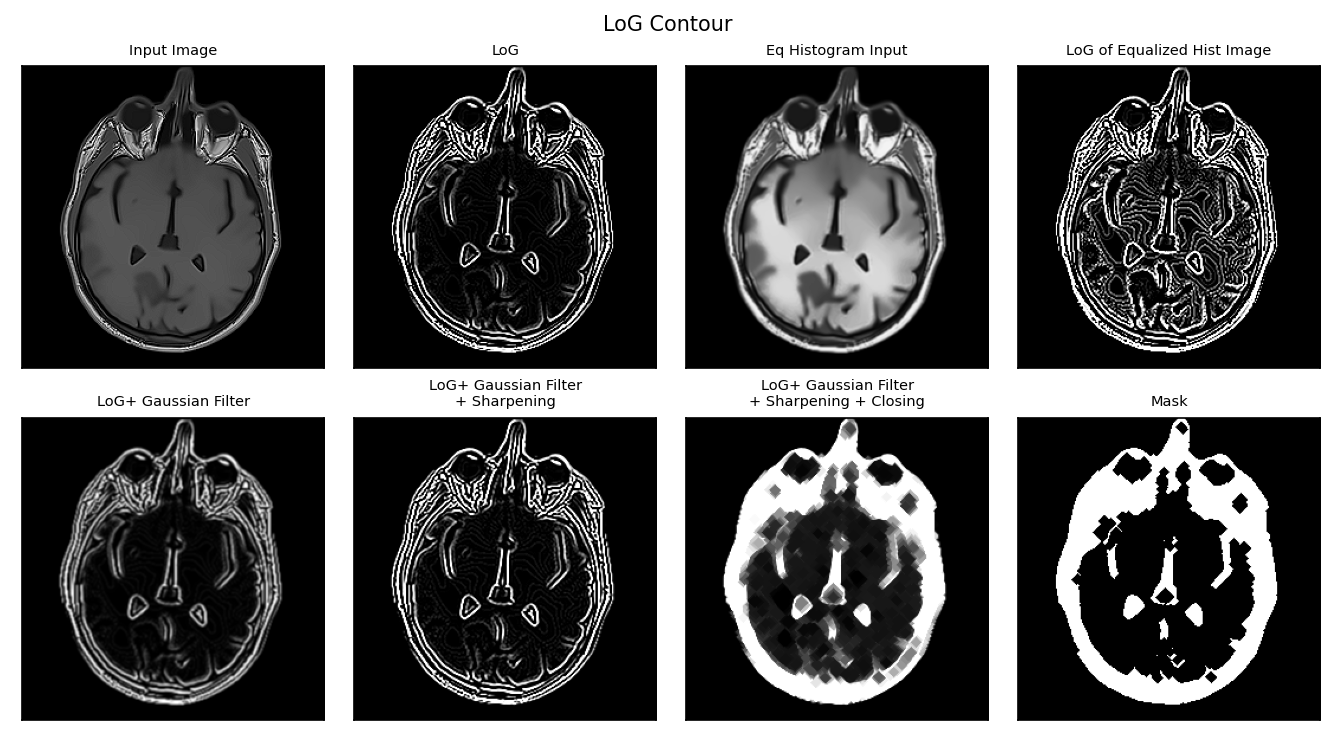 LoG Contour
Input Image
LoG
Eq Histogram Input
LoG of Equalized Hist Image
LoG+ Gaussian Filter
LoG+ Gaussian Filter
+ Sharpening
LoG+ Gaussian Filter
+ Sharpening + Closing
Mask